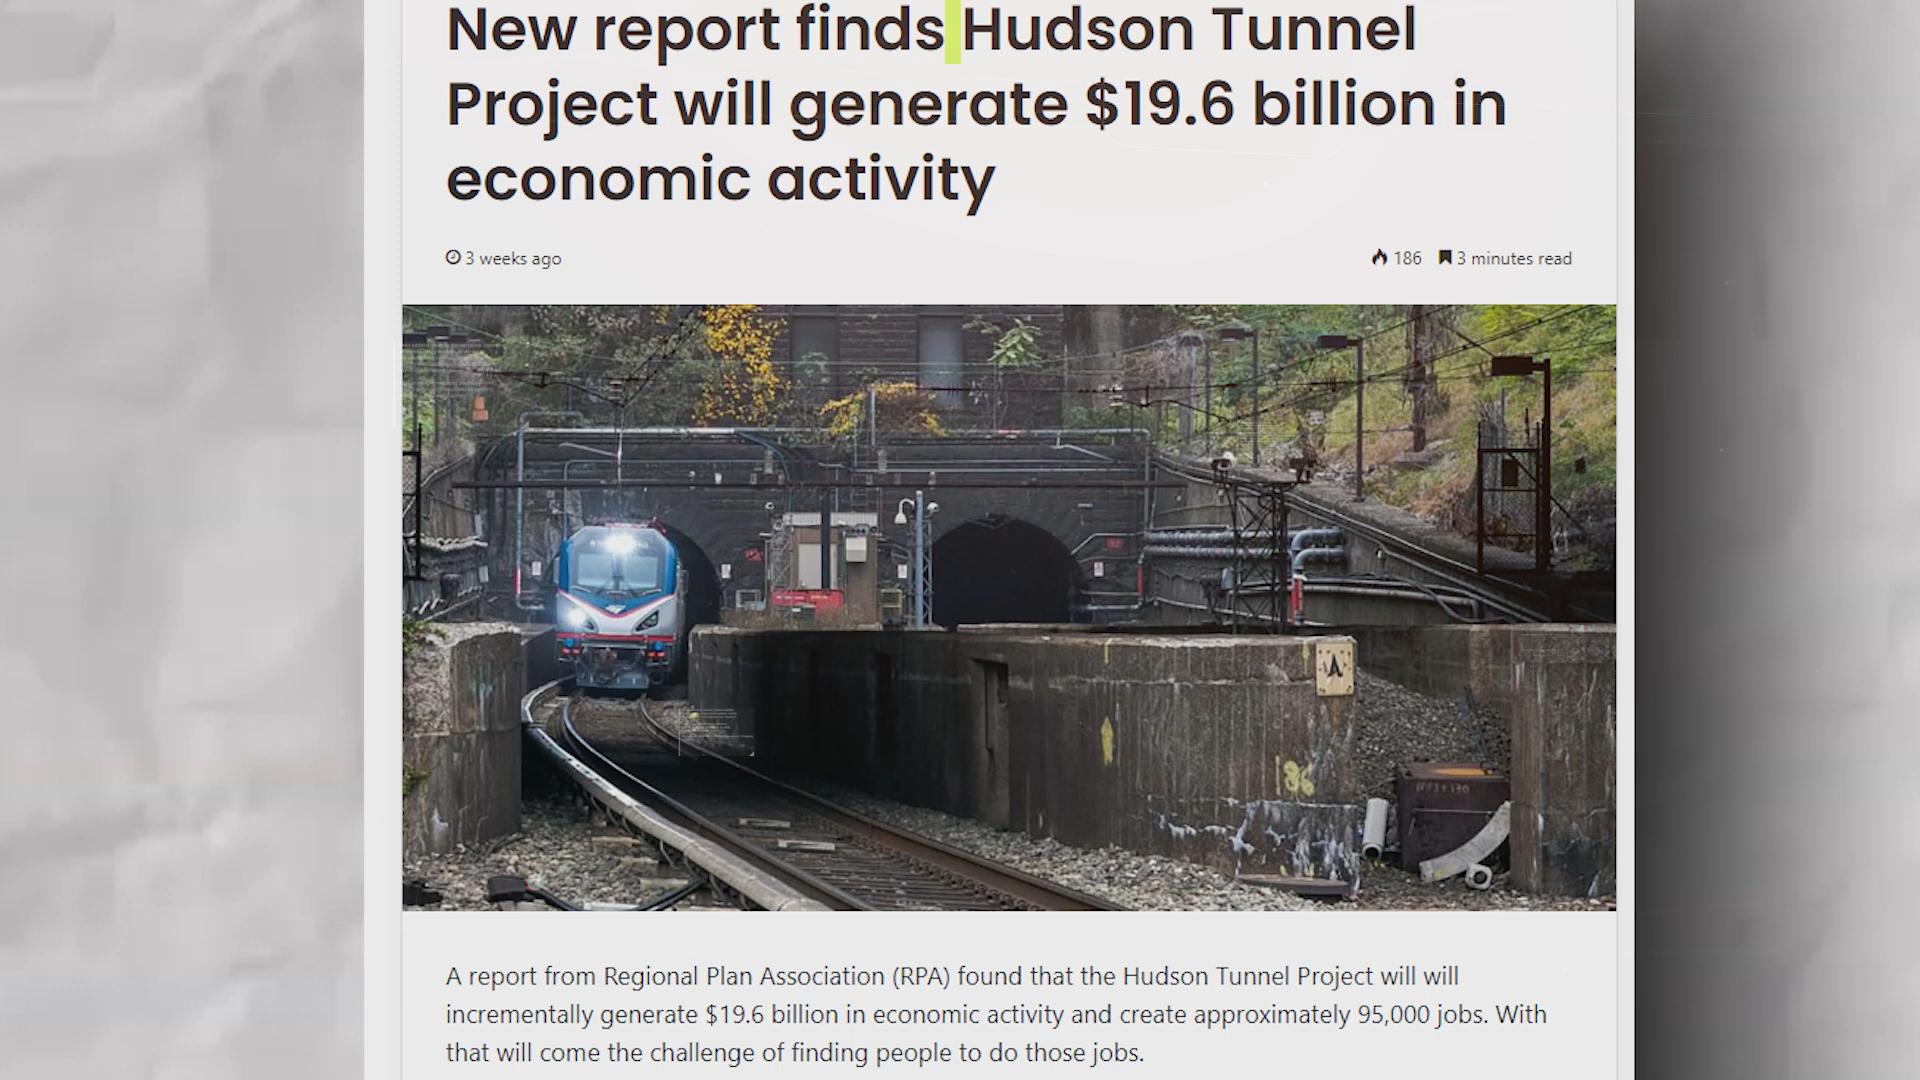 New report finds Hudson Tunnel
Project will generate $19.6 billion in
economic activity
3 weeks ago
186
3 minutes read
A
186
A report from Regional Plan Association (RPA) found that the Hudson Tunnel Project will will
incrementally generate $19.6 billion in economic activity and create approximately 95,000 jobs. With
that will come the challenge of finding people to do those jobs.